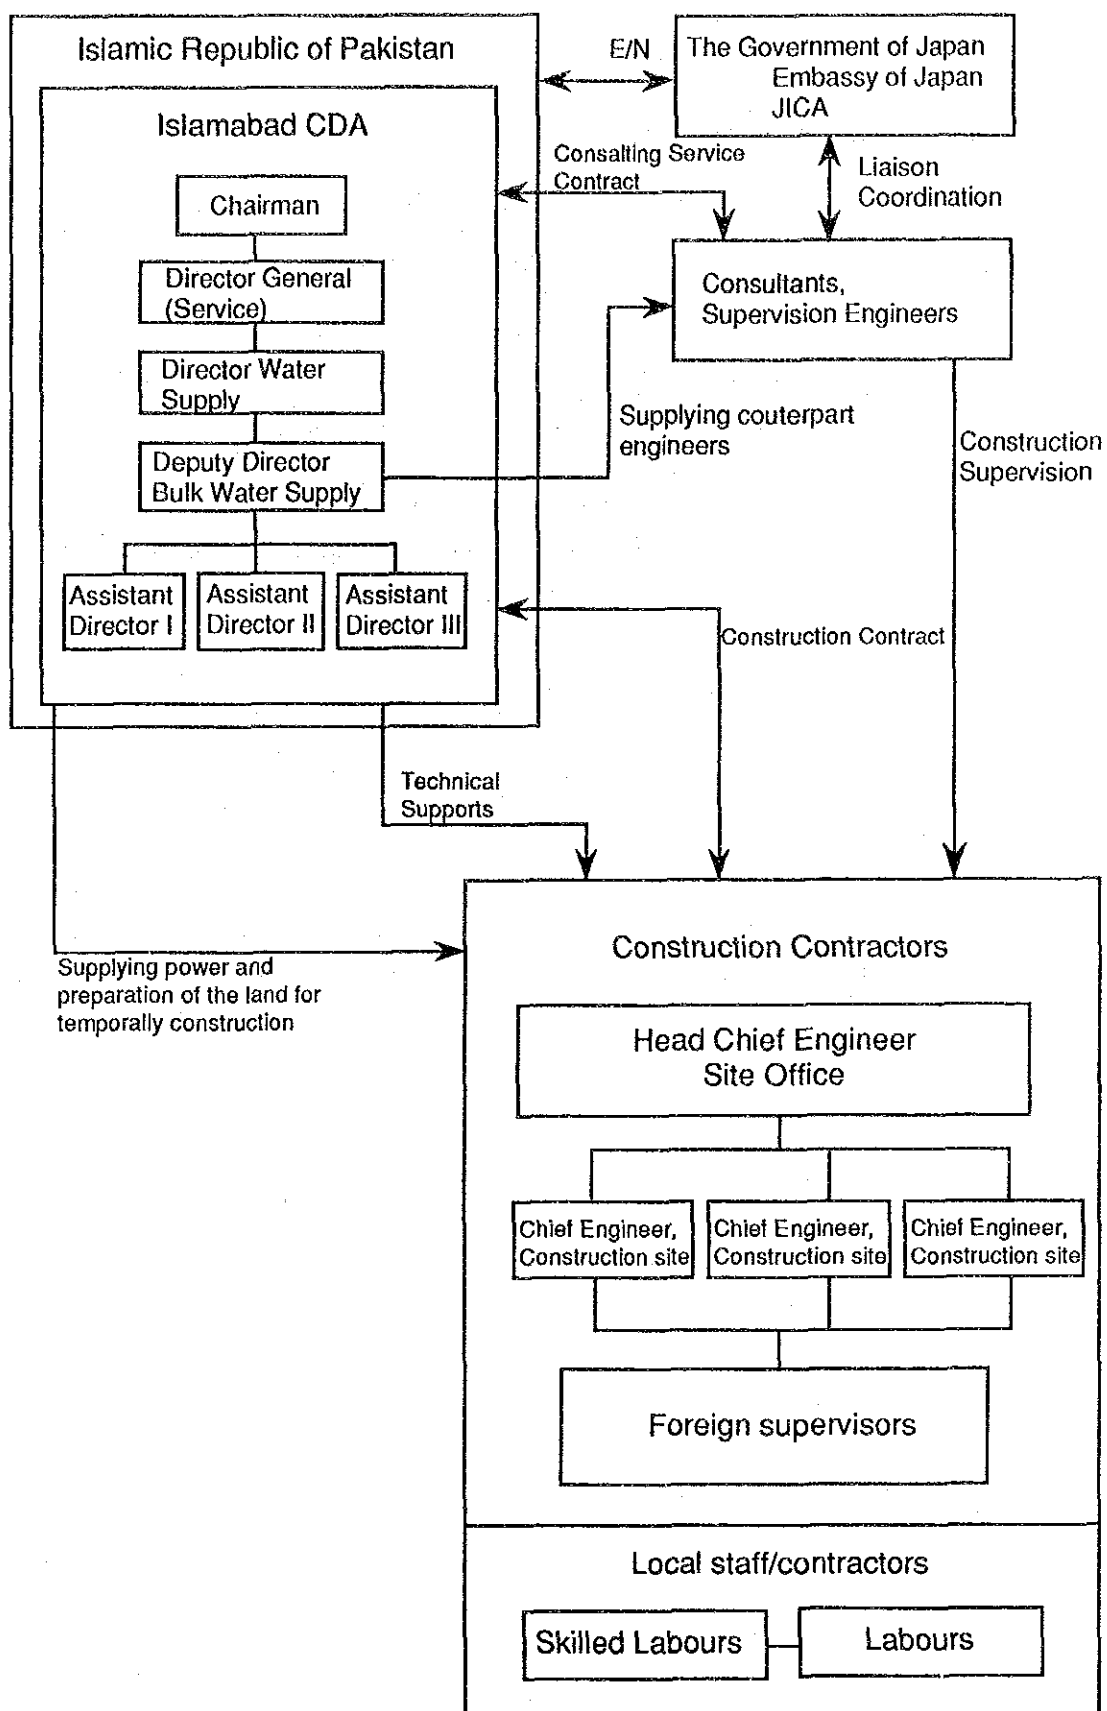 Islamic Republic of Pakistan
Islamabad CDA
Chairman
Director General
(Service)
Director Water
Supply
Deputy Director
Bulk Water Supply
Assistant
Director I
Assistant
Director II
Assistant
Director III
E/N
The Government of Japan
Embassy of Japan
JICA
Consalting Service
Contract
Liaison
Coordination
Consultants,
Supervision Engineers
Supplying couterpart
engineers
Construction
Supervision
Construction Contract
Technical
Supports
Supplying power and
preparation of the land for
temporally construction
Construction Contractors
Head Chief Engineer
Site Office
Chief Engineer,
Construction site
Chief Engineer,
Construction site
Chief Engineer,
Construction site
Foreign supervisors
Local staff/contractors
Skilled Labours
Labours